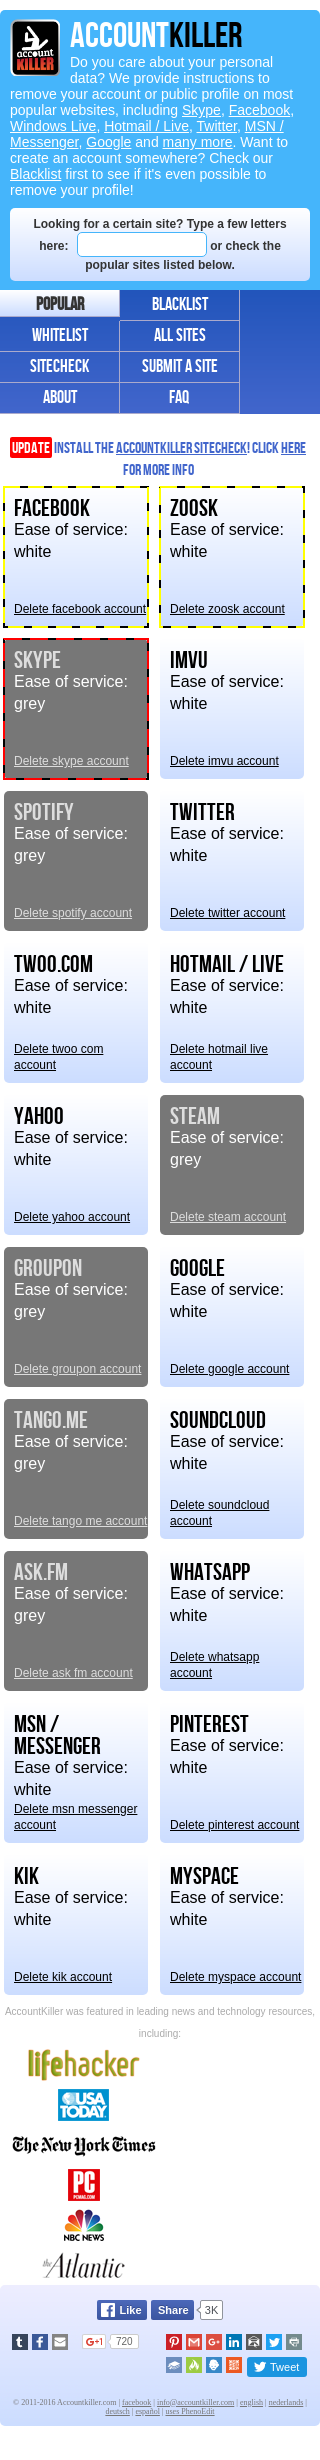 account
KILLER
ACCOUNTKILLER
Do you care about your personal
data? We provide instructions to
remove your account or public profile on most
popular websites, including Skype, Facebook,
Windows Live, Hotmail / Live, Twitter, MSN /
Messenger, Google and many more. Want to
create an account somewhere? Check our
Blacklist first to see if it's even possible to
remove your profile!
Looking for a certain site? Type a few letters
here: or check the
popular sites listed below.
POPULAR
BLACKLIST
WHITELIST
ALL SITES
SITECHECK
SUBMIT A SITE
ABOUT
FAQ
UPDATE INSTALL THE ACCOUNTKILLER SITECHECK! CLICK HERE
FOR MORE INFO
FACEBOOK
Ease of service:
white
Delete facebook account
ZOOSK
Ease of service:
white
Delete zoosk account
SKYPE
Ease of service:
grey
Delete skype account
IMVU
Ease of service:
white
Delete imvu account
SPOTIFY
Ease of service:
grey
Delete spotify account
TWITTER
Ease of service:
white
Delete twitter account
TWOO.COM
Ease of service:
white
Delete twoo com
account
HOTMAIL / LIVE
Ease of service:
white
Delete hotmail live
account
YAHOO
Ease of service:
white
Delete yahoo account
STEAM
Ease of service:
grey
Delete steam account
GROUPON
Ease of service:
grey
Delete groupon account
GOOGLE
Ease of service:
white
Delete google account
TANGO.ME
Ease of service:
grey
Delete tango me account
SOUNDCLOUD
Ease of service:
white
Delete soundcloud
account
ASK.FM
Ease of service:
grey
Delete ask fm account
WHATSAPP
Ease of service:
white
Delete whatsapp
account
MSN /
MESSENGER
Ease of service:
white
Delete msn messenger
account
PINTEREST
Ease of service:
white
Delete pinterest account
KIK
Ease of service:
white
Delete kik account
MYSPACE
Ease of service:
white
Delete myspace account
AccountKiller was featured in leading news and technology resources,
including:
lifehacker
USA
TODAY
The New York Times
PC
PCMAG.COM
NBC NEWS
The Atlantic
Like
Share
3K
G+1
720
Tweet
© 2011-2016 Accountkiller.com | facebook | info@accountkiller.com | english | nederlands |
deutsch | español | uses PhenoEdit